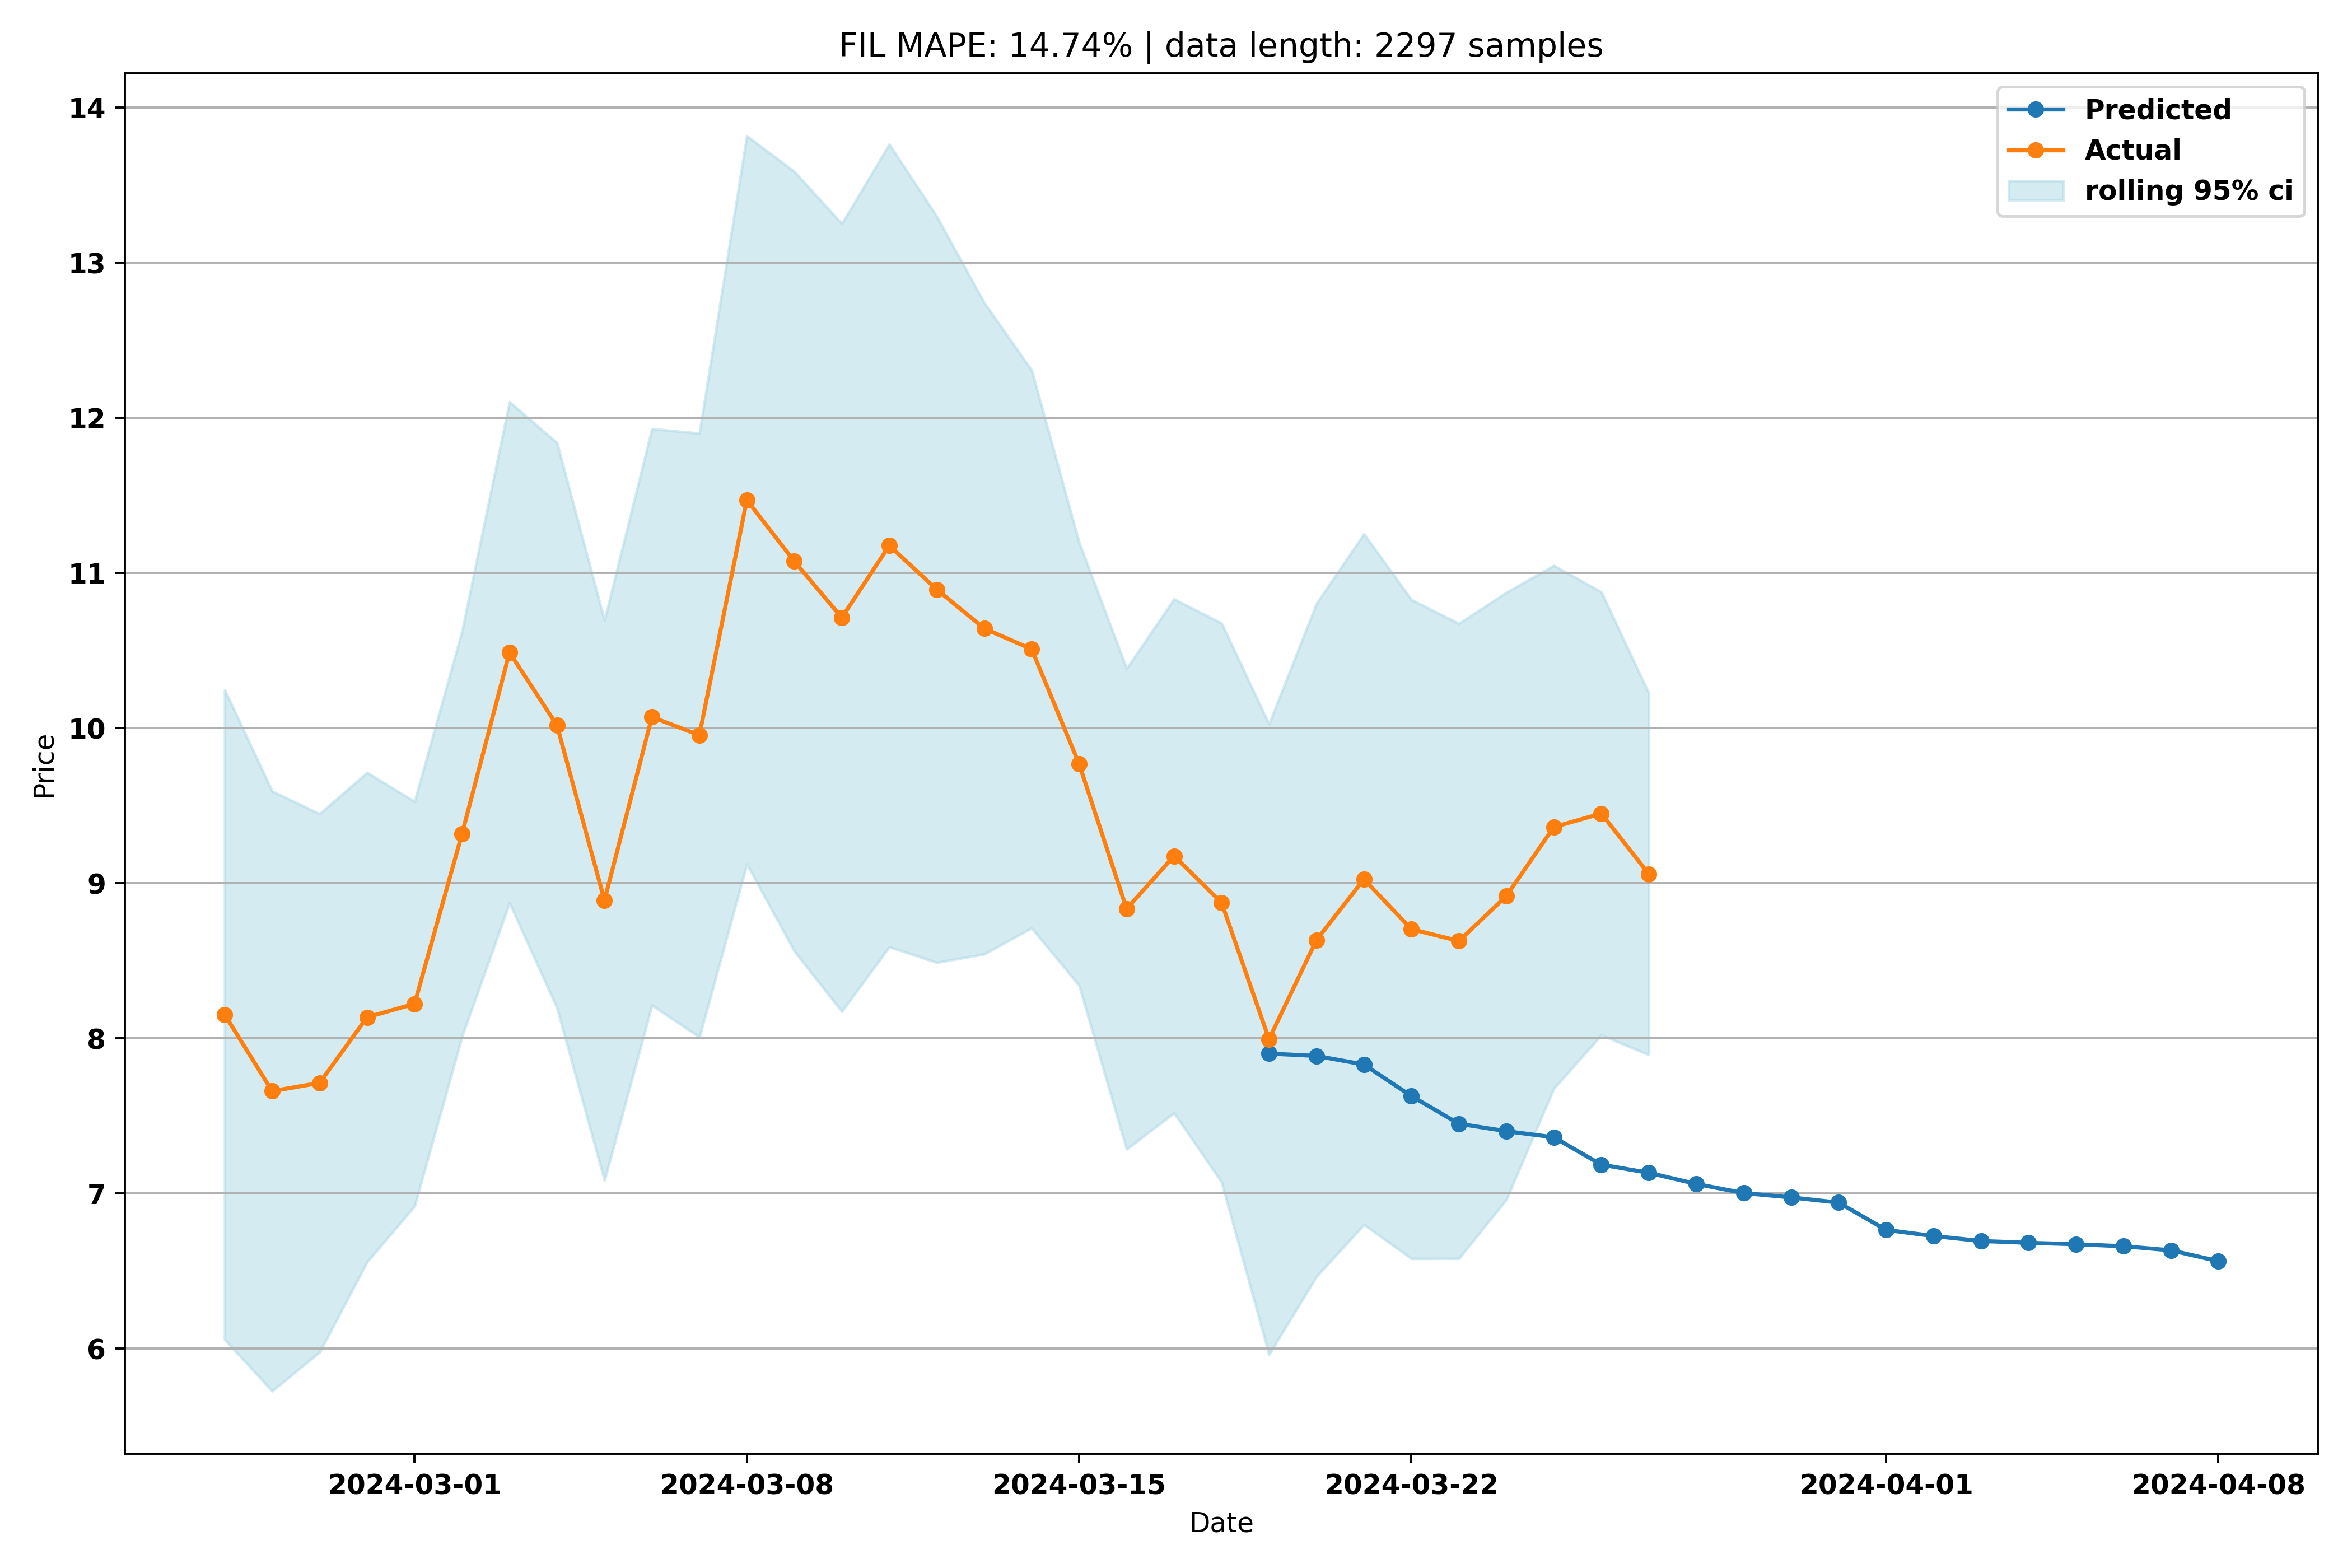 FIL MAPE: 14.74% | data length: 2297 samples
Predicted
Actual
rolling 95% ci
14
13
12
11
10
9
8
7
6
Price
2024-03-01
2024-03-08
2024-03-15
2024-03-22
2024-04-01
2024-04-08
Date